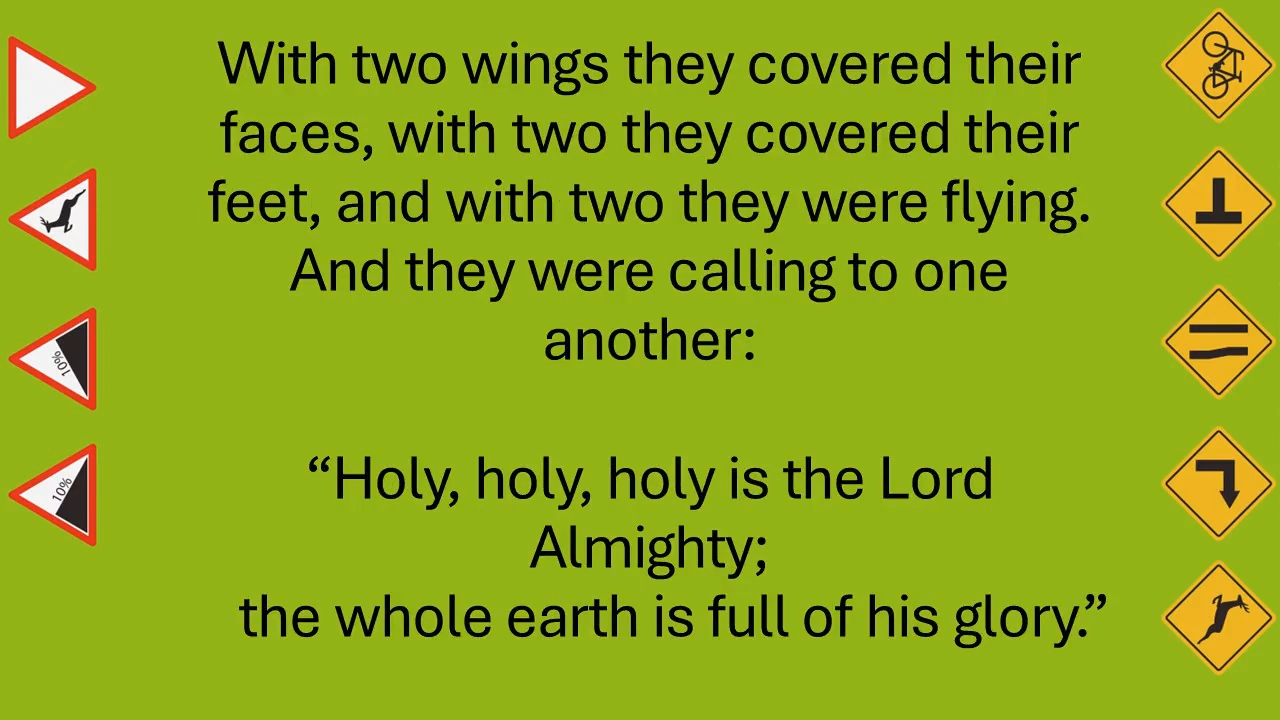 With two wings they covered their
faces, with two they covered their
feet, and with two they were flying.
And they were calling to one
another:
“Holy, holy, holy is the Lord
Almighty;
the whole earth is full of his glory.”
10%
10%